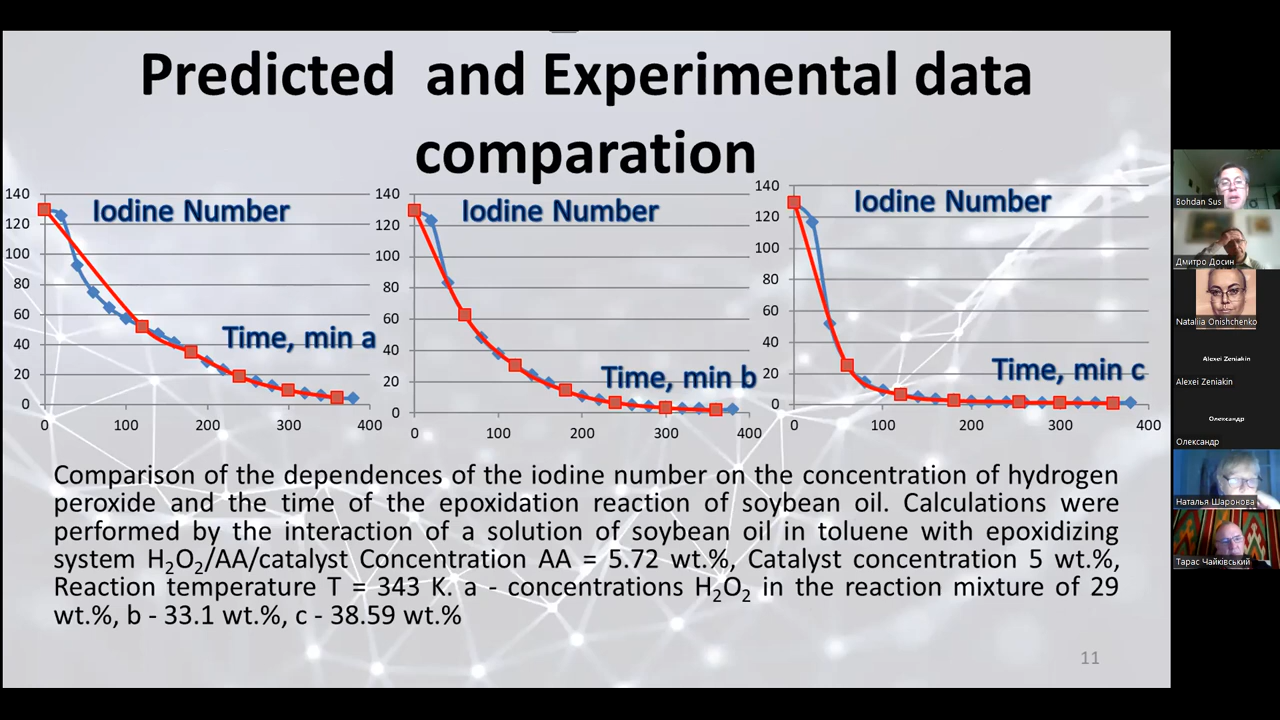 Predicted and Experimental data
comparation
140
120
100
80
60
40
20
0
0 100 200 300 400
Iodine Number
Time, min a
140
120
100
80
60
40
20
0
0 100 200 300 400
Iodine Number
Time, min b
140
120
100
80
60
40
20
0
0 100 200 300 400
Iodine Number
Time, min c
Comparison of the dependences of the iodine number on the concentration of hydrogen
peroxide and the time of the epoxidation reaction of soybean oil. Calculations were
performed by the interaction of a solution of soybean oil in toluene with epoxidizing
system H₂O₂/AA/catalyst Concentration AA = 5.72 wt.%, Catalyst concentration 5 wt.%,
Reaction temperature T = 343 K. a - concentrations H₂O₂ in the reaction mixture of 29
wt.%, b - 33.1 wt.%, c - 38.59 wt.%
11
Bohdan Sus
Дмитро Досин
Nataliia Onishchenko
Alexei Zeniakin
Alexei Zeniakin
Олександр
Олександр
Наталья Шаронова
Тарас Чайківський